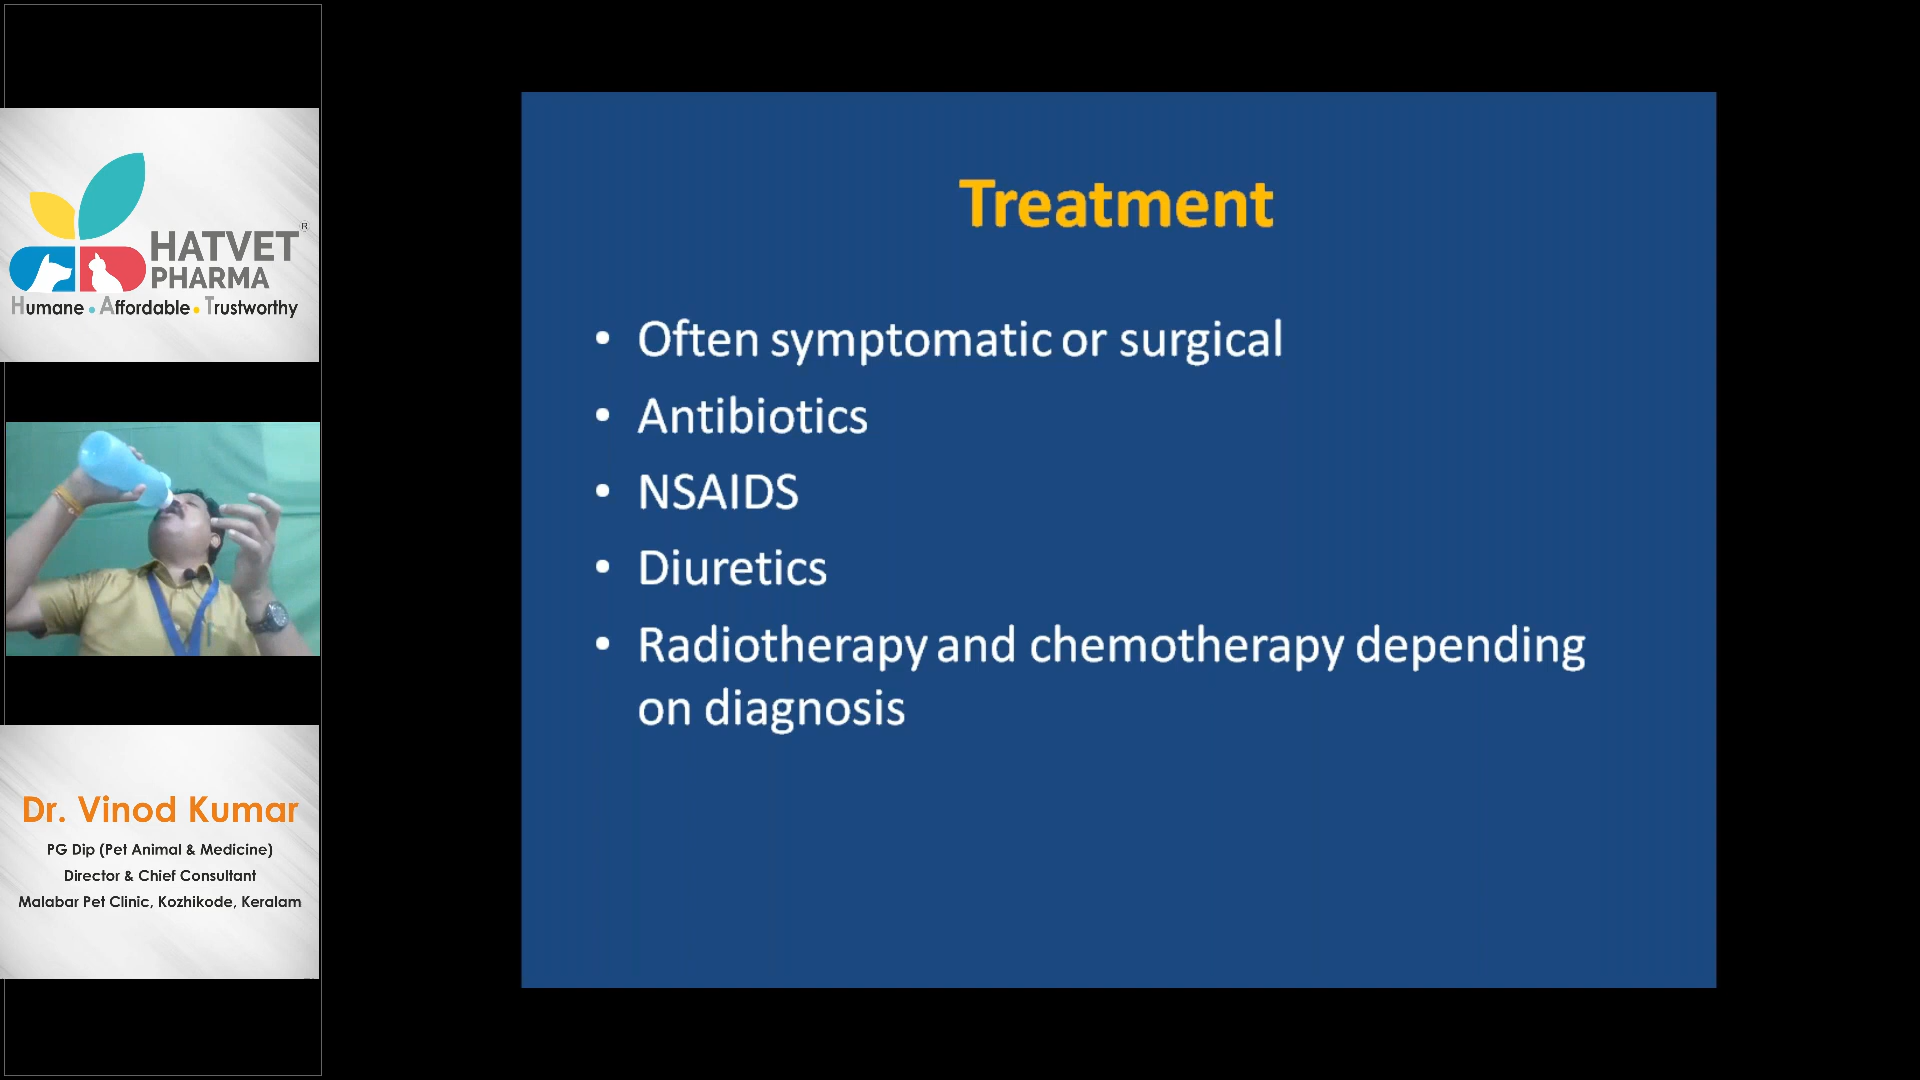 HATVET
®
PHARMA
Humane • Affordable • Trustworthy
Dr. Vinod Kumar
PG Dip (Pet Animal & Medicine)
Director & Chief Consultant
Malabar Pet Clinic, Kozhikode, Keralam
Treatment
• Often symptomatic or surgical
• Antibiotics
• NSAIDS
• Diuretics
• Radiotherapy and chemotherapy depending
on diagnosis